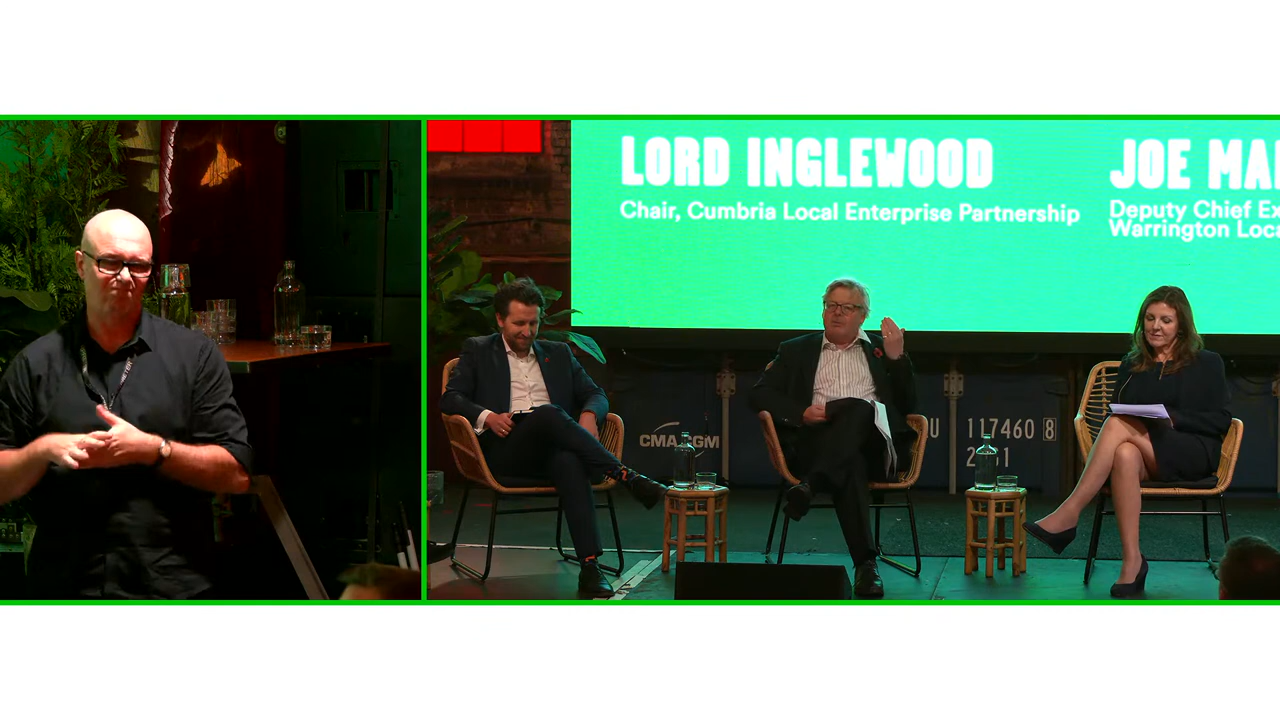 LORD INGLEWOOD
Chair, Cumbria Local Enterprise Partnership
JOE MA
Deputy Chief Ex
Warrington Loca
CMA CGM
U 117460 8